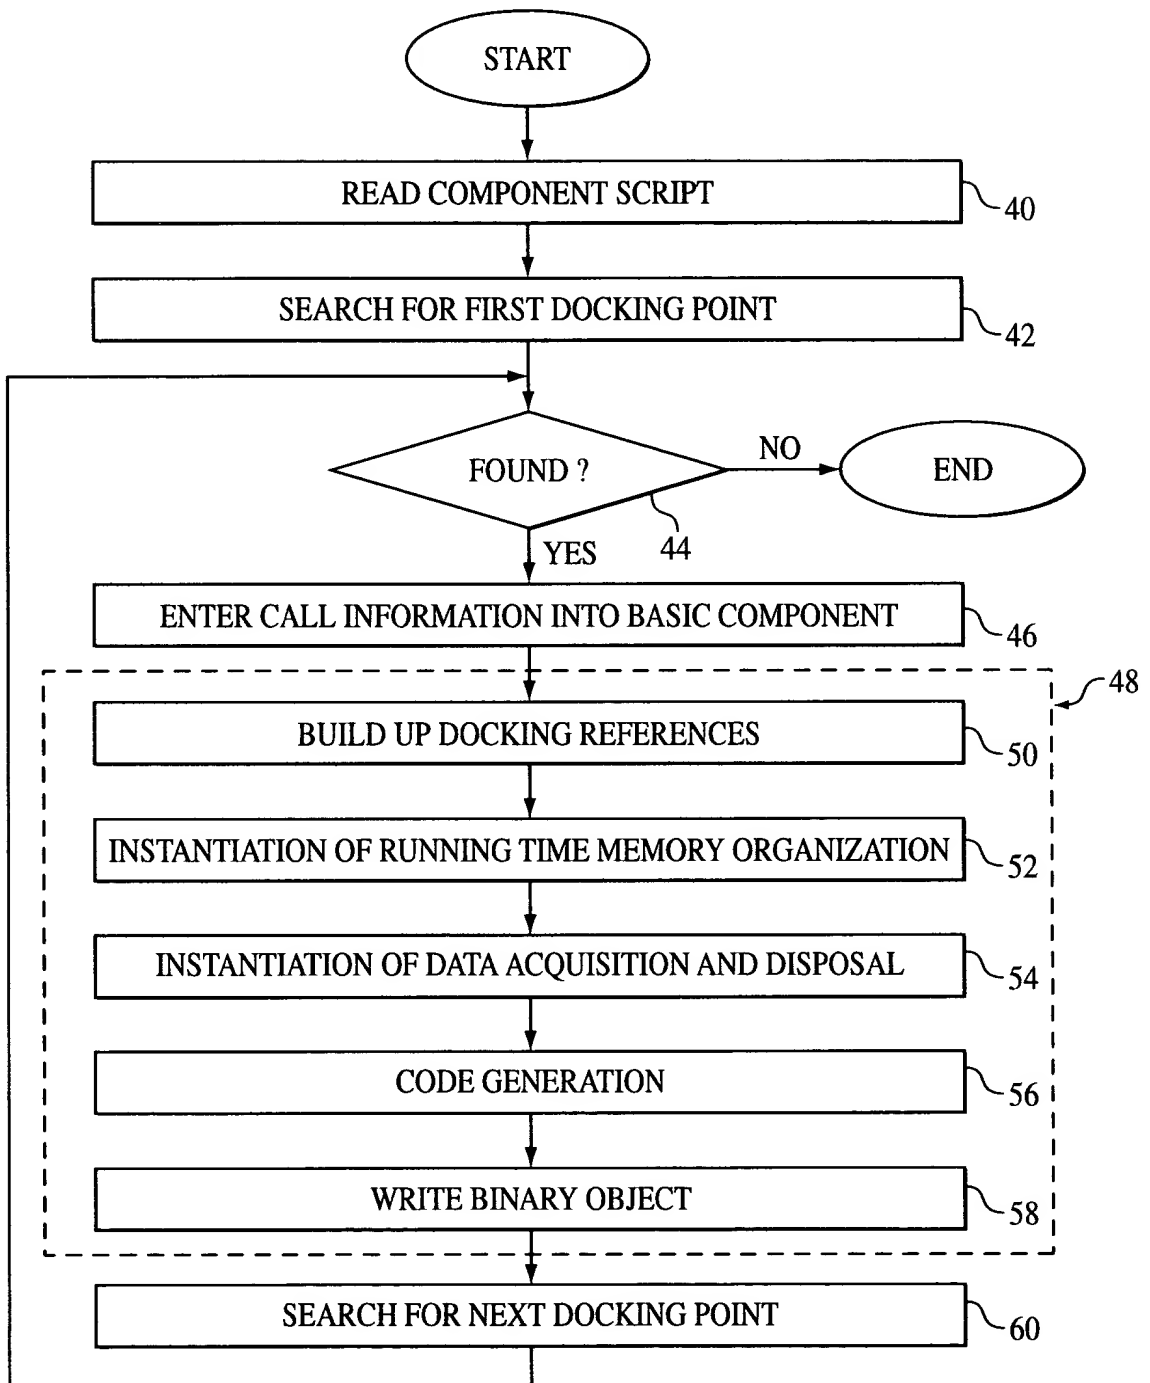 START
READ COMPONENT SCRIPT
40
SEARCH FOR FIRST DOCKING POINT
42
FOUND ?
NO
END
44
YES
ENTER CALL INFORMATION INTO BASIC COMPONENT
46
48
BUILD UP DOCKING REFERENCES
50
INSTANTIATION OF RUNNING TIME MEMORY ORGANIZATION
52
INSTANTIATION OF DATA ACQUISITION AND DISPOSAL
54
CODE GENERATION
56
WRITE BINARY OBJECT
58
SEARCH FOR NEXT DOCKING POINT
60